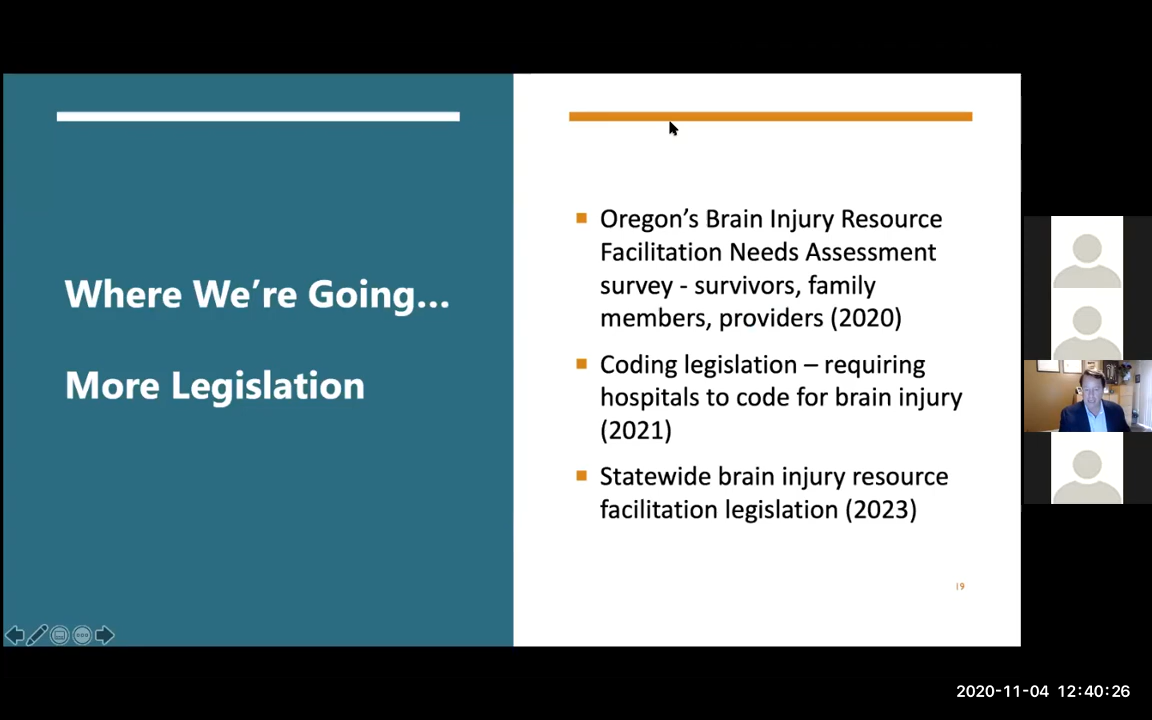 Where We’re Going...
More Legislation
Oregon’s Brain Injury Resource
Facilitation Needs Assessment
survey - survivors, family
members, providers (2020)
Coding legislation – requiring
hospitals to code for brain injury
(2021)
Statewide brain injury resource
facilitation legislation (2023)
19
2020-11-04 12:40:26